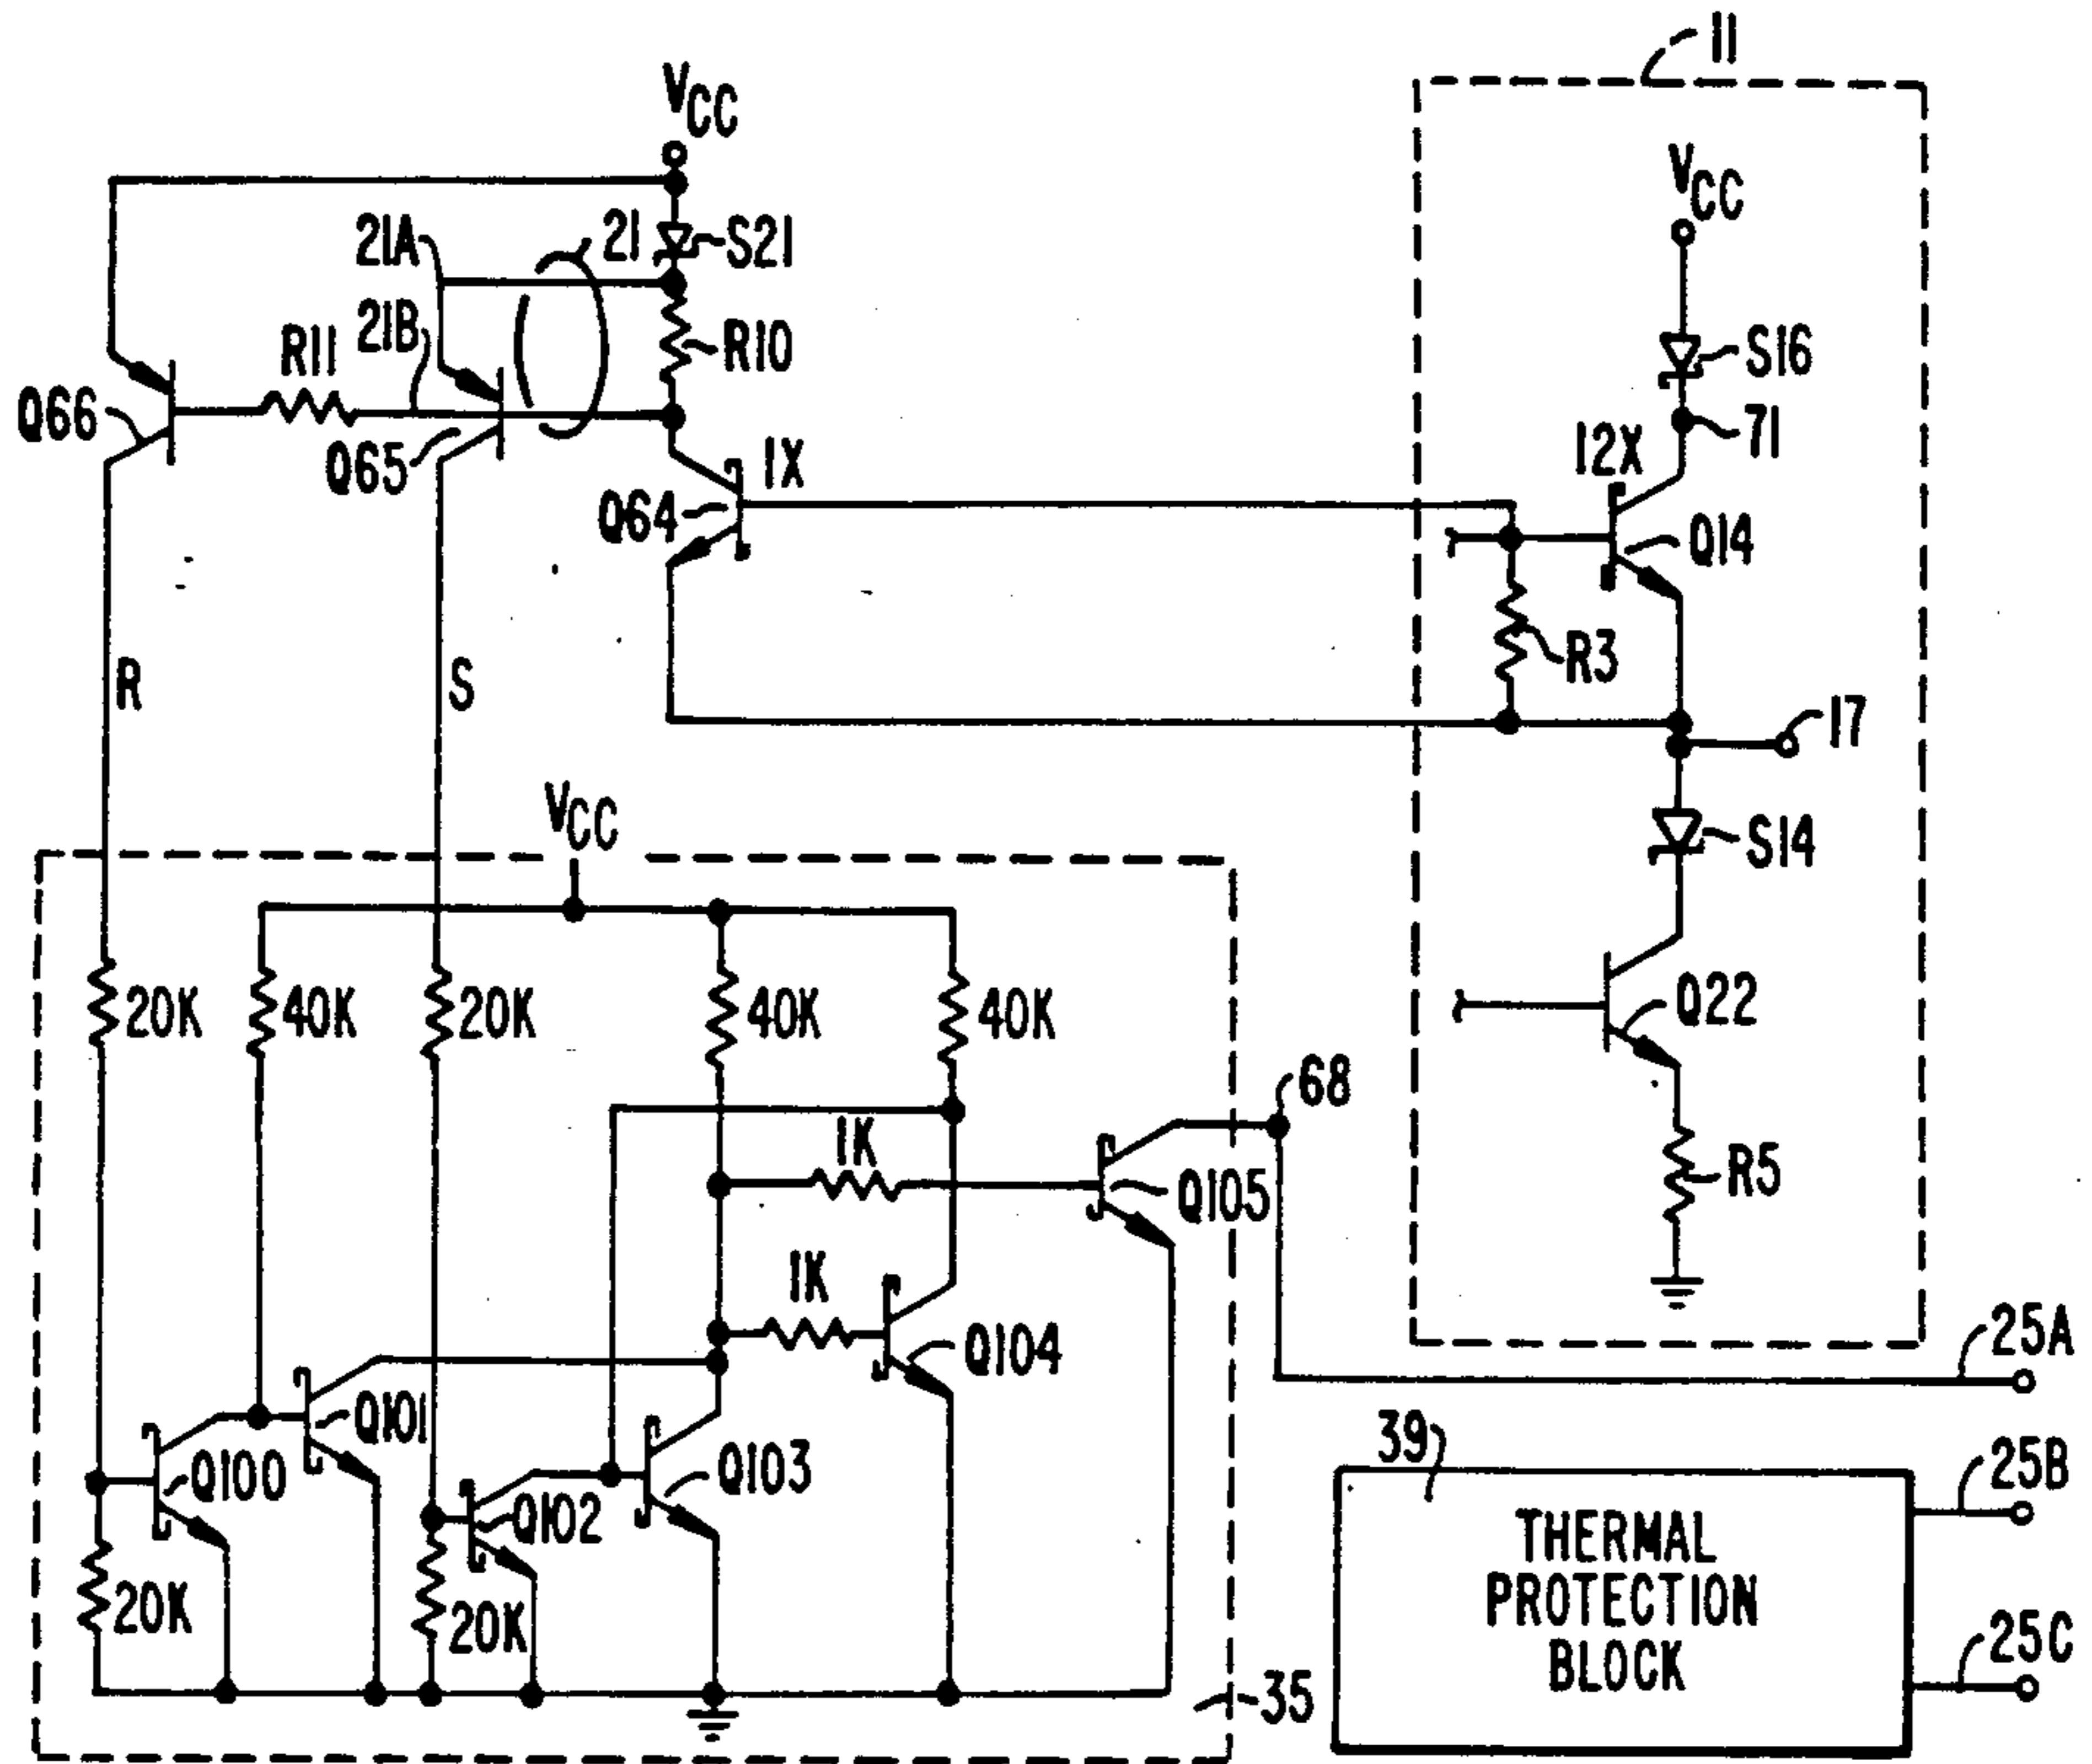 11
VCC
VCC
21A
21
S21
21B
R11
R10
S16
Q66
71
Q65
1X
12X
Q64
Q14
R3
R
S
17
VCC
S14
20K
40K
20K
40K
40K
Q22
68
1K
Q105
R5
1K
Q104
25A
Q101
39
Q100
Q103
25B
Q102
THERMAL
PROTECTION
BLOCK
20K
20K
25C
35